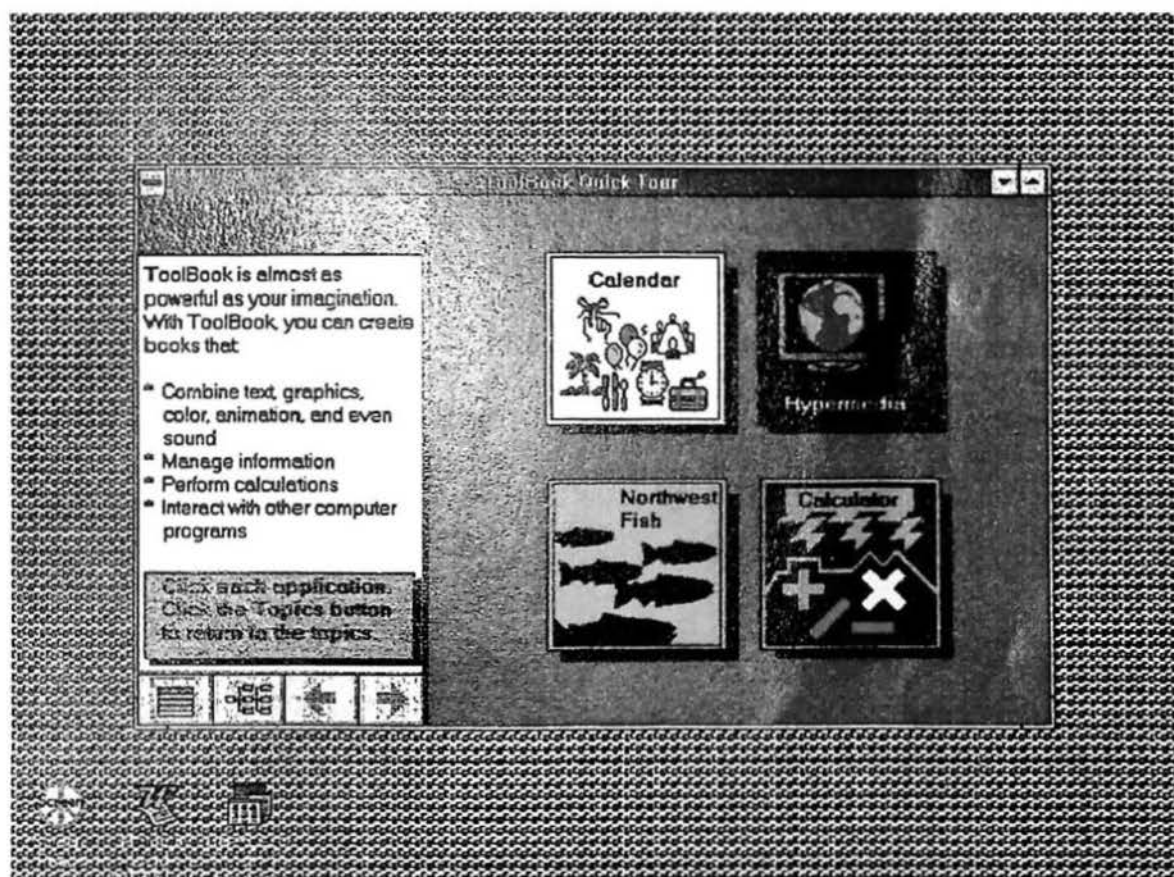 ToolBook Quick Tour
ToolBook is almost as
powerful as your imagination.
With ToolBook, you can create
books that:
Combine text, graphics,
color, animation, and even
sound
Manage information
Perform calculations
Interact with other computer
programs
Click each application.
Click the Topics button
to return to the topics.
Calendar
Hypermedia
Northwest
Fish
Calculator